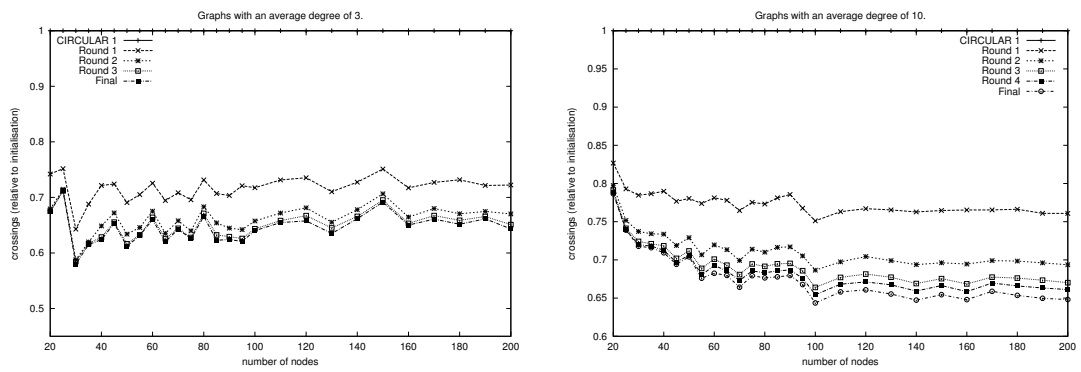 Graphs with an average degree of 3.
1
0.9
0.8
0.7
0.6
0.5
CIRCULAR 1
Round 1
Round 2
Round 3
Final
crossings (relative to initialisation)
20 40 60 80 100 120 140 160 180 200
number of nodes
Graphs with an average degree of 10.
1
0.95
0.9
0.85
0.8
0.75
0.7
0.65
0.6
CIRCULAR 1
Round 1
Round 2
Round 3
Round 4
Final
crossings (relative to initialisation)
20 40 60 80 100 120 140 160 180 200
number of nodes